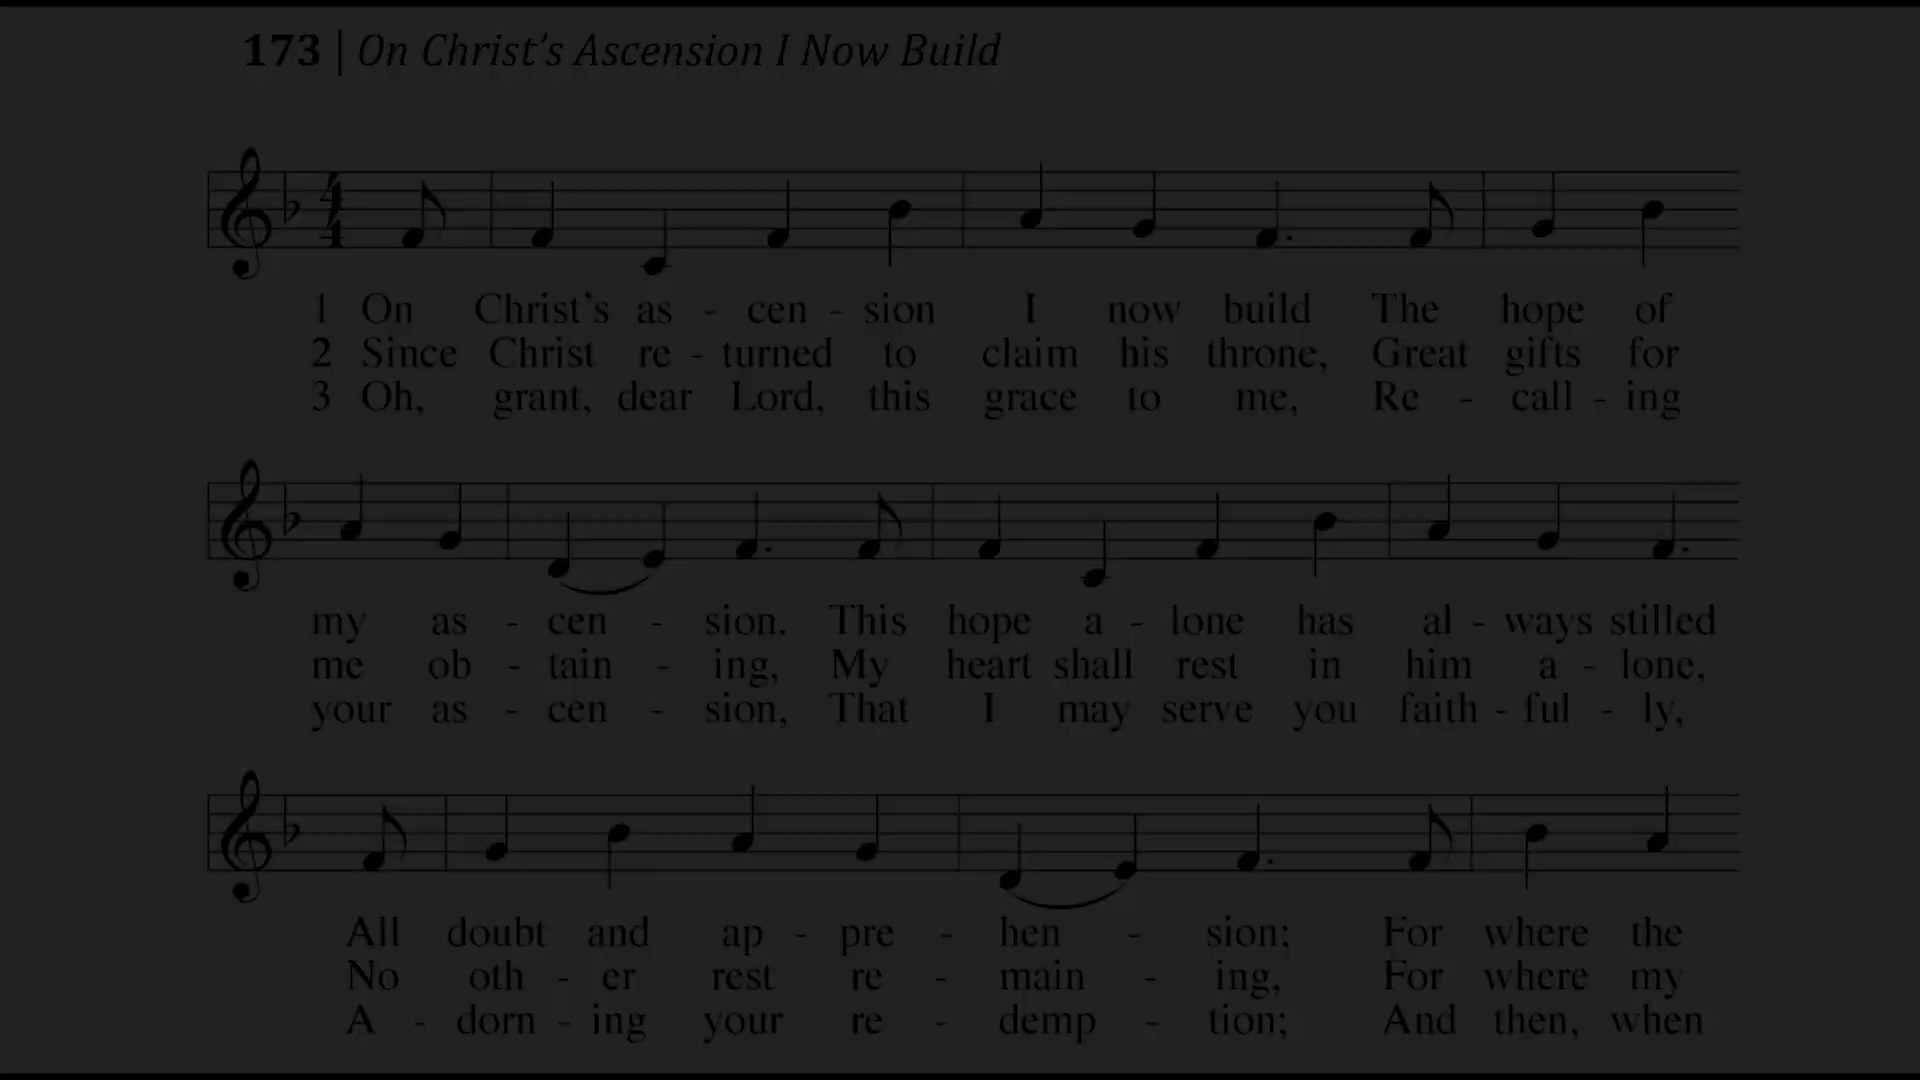 173 | On Christ's Ascension I Now Build
4
4
1 On Christ's as - cen - sion I now build The hope of
2 Since Christ re - turned to claim his throne, Great gifts for
3 Oh, grant, dear Lord, this grace to me, Re - call - ing
my as - cen - sion. This hope a - lone has al - ways stilled
me ob - tain - ing, My heart shall rest in him a - lone,
your as - cen - sion, That I may serve you faith - ful - ly,
All doubt and ap - pre - hen - sion; For where the
No oth - er rest re - main - ing, For where my
A - dorn - ing your re - demp - tion; And then, when